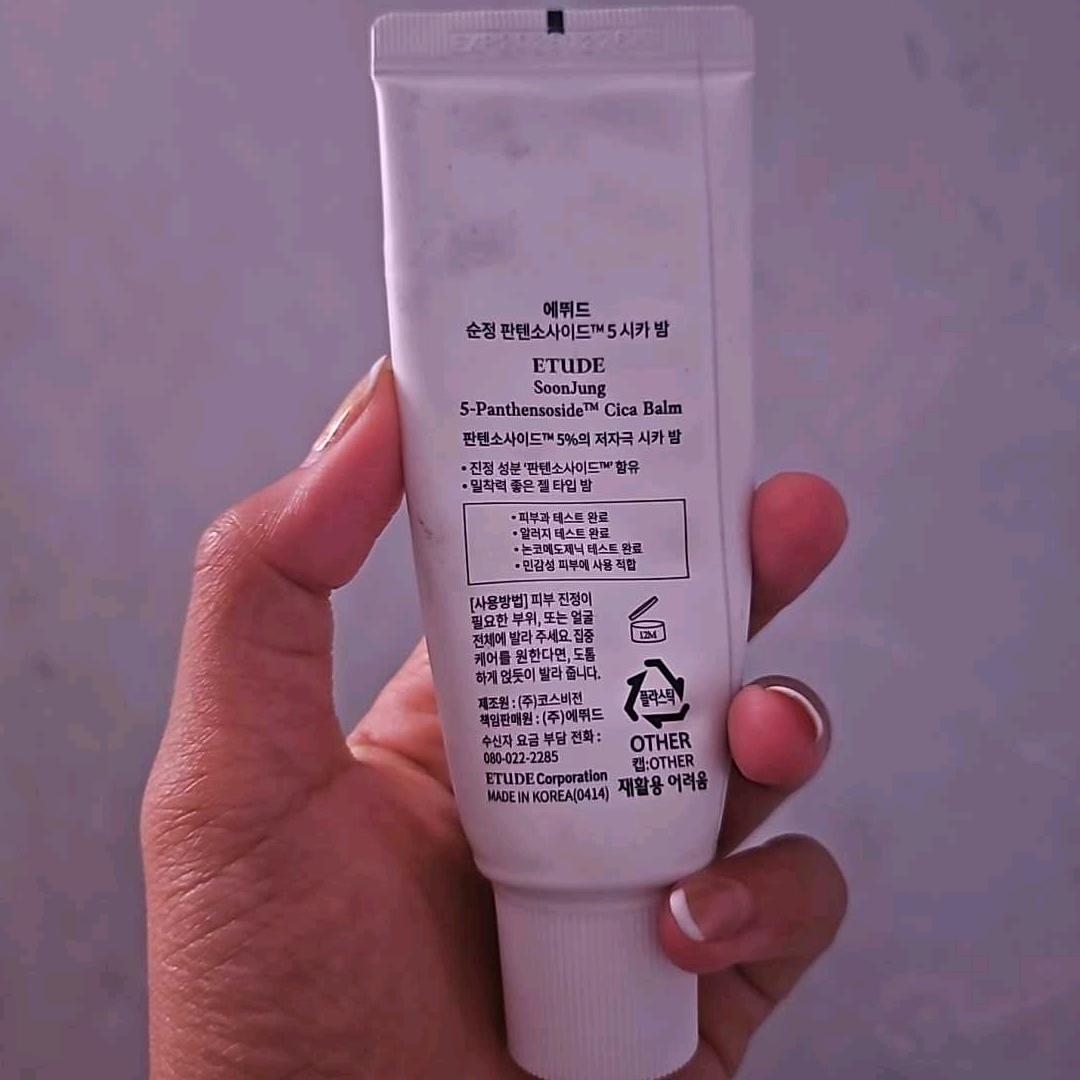 에뛰드
순정 판텐소사이드™ 5 시카 밤
ETUDE
SoonJung
5-Panthensoside™ Cica Balm
판텐소사이드™ 5%의 저자극 시카 밤
• 진정 성분 '판텐소사이드™' 함유
• 밀착력 좋은 젤 타입 밤
• 피부과 테스트 완료
• 알러지 테스트 완료
• 논코메도제닉 테스트 완료
• 민감성 피부에 사용 적합
[사용방법] 피부 진정이
필요한 부위, 또는 얼굴
전체에 발라 주세요. 집중
케어를 원한다면, 도톰
하게 얹듯이 발라 줍니다.
12M
제조원 : (주)코스비전
책임판매원 : (주)에뛰드
수신자 요금 부담 전화 :
080-022-2285
ETUDE Corporation
MADE IN KOREA(0414)
플라스틱
OTHER
캡:OTHER
재활용 어려움